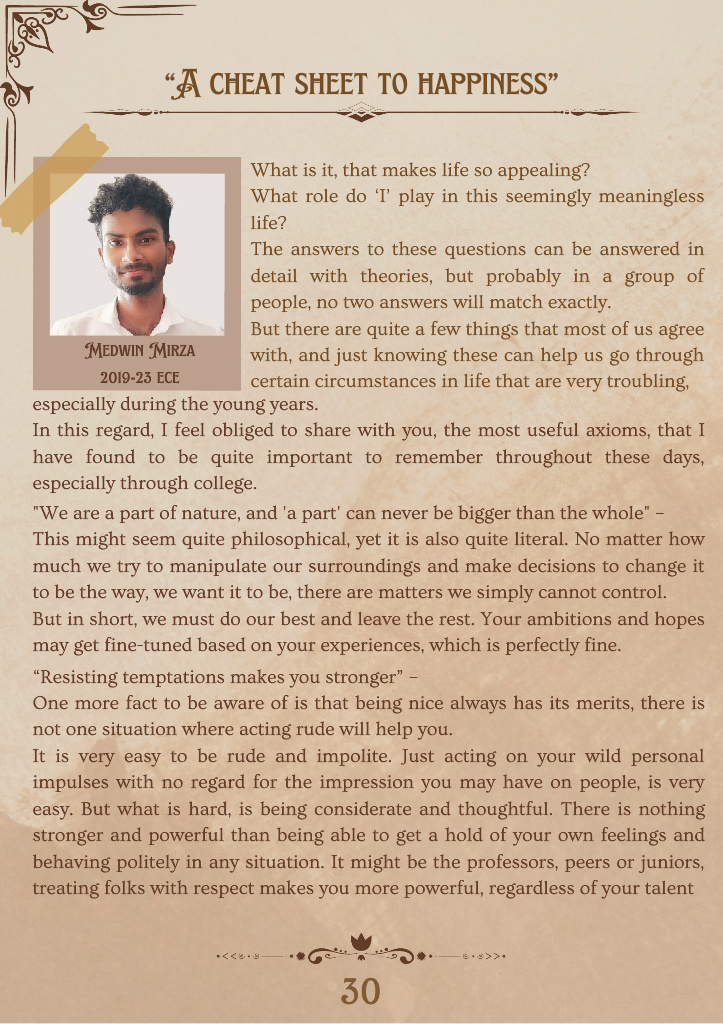 “A CHEAT SHEET TO HAPPINESS”
What is it, that makes life so appealing?
What role do ‘I’ play in this seemingly meaningless
life?
The answers to these questions can be answered in
detail with theories, but probably in a group of
people, no two answers will match exactly.
But there are quite a few things that most of us agree
with, and just knowing these can help us go through
certain circumstances in life that are very troubling,
MEDWIN MIRZA
2019-23 ECE
especially during the young years.
In this regard, I feel obliged to share with you, the most useful axioms, that I
have found to be quite important to remember throughout these days,
especially through college.
"We are a part of nature, and 'a part' can never be bigger than the whole" –
This might seem quite philosophical, yet it is also quite literal. No matter how
much we try to manipulate our surroundings and make decisions to change it
to be the way, we want it to be, there are matters we simply cannot control.
But in short, we must do our best and leave the rest. Your ambitions and hopes
may get fine-tuned based on your experiences, which is perfectly fine.
“Resisting temptations makes you stronger” –
One more fact to be aware of is that being nice always has its merits, there is
not one situation where acting rude will help you.
It is very easy to be rude and impolite. Just acting on your wild personal
impulses with no regard for the impression you may have on people, is very
easy. But what is hard, is being considerate and thoughtful. There is nothing
stronger and powerful than being able to get a hold of your own feelings and
behaving politely in any situation. It might be the professors, peers or juniors,
treating folks with respect makes you more powerful, regardless of your talent
30